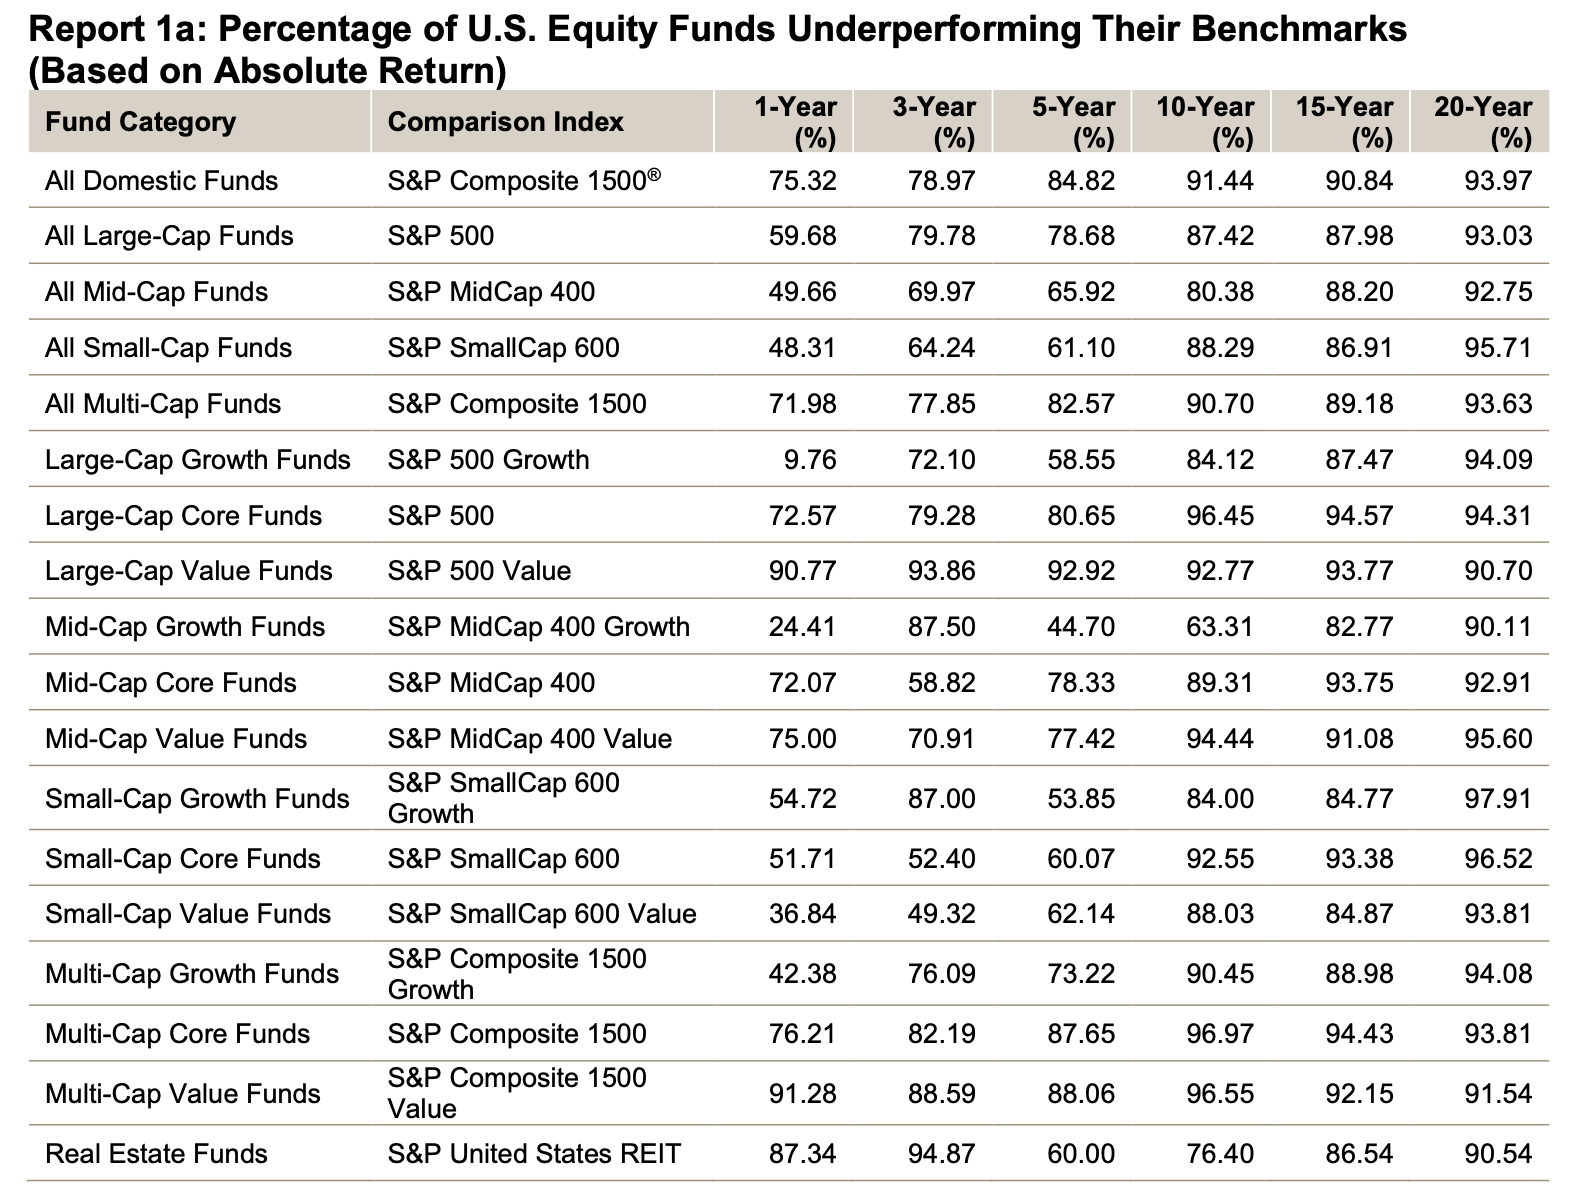 Report 1a: Percentage of U.S. Equity Funds Underperforming Their Benchmarks
(Based on Absolute Return)
Fund Category Comparison Index 1-Year (%) 3-Year (%) 5-Year (%) 10-Year (%) 15-Year (%) 20-Year (%)
All Domestic Funds S&P Composite 1500® 75.32 78.97 84.82 91.44 90.84 93.97
All Large-Cap Funds S&P 500 59.68 79.78 78.68 87.42 87.98 93.03
All Mid-Cap Funds S&P MidCap 400 49.66 69.97 65.92 80.38 88.20 92.75
All Small-Cap Funds S&P SmallCap 600 48.31 64.24 61.10 88.29 86.91 95.71
All Multi-Cap Funds S&P Composite 1500 71.98 77.85 82.57 90.70 89.18 93.63
Large-Cap Growth Funds S&P 500 Growth 9.76 72.10 58.55 84.12 87.47 94.09
Large-Cap Core Funds S&P 500 72.57 79.28 80.65 96.45 94.57 94.31
Large-Cap Value Funds S&P 500 Value 90.77 93.86 92.92 92.77 93.77 90.70
Mid-Cap Growth Funds S&P MidCap 400 Growth 24.41 87.50 44.70 63.31 82.77 90.11
Mid-Cap Core Funds S&P MidCap 400 72.07 58.82 78.33 89.31 93.75 92.91
Mid-Cap Value Funds S&P MidCap 400 Value 75.00 70.91 77.42 94.44 91.08 95.60
Small-Cap Growth Funds S&P SmallCap 600 Growth 54.72 87.00 53.85 84.00 84.77 97.91
Small-Cap Core Funds S&P SmallCap 600 51.71 52.40 60.07 92.55 93.38 96.52
Small-Cap Value Funds S&P SmallCap 600 Value 36.84 49.32 62.14 88.03 84.87 93.81
Multi-Cap Growth Funds S&P Composite 1500 Growth 42.38 76.09 73.22 90.45 88.98 94.08
Multi-Cap Core Funds S&P Composite 1500 76.21 82.19 87.65 96.97 94.43 93.81
Multi-Cap Value Funds S&P Composite 1500 Value 91.28 88.59 88.06 96.55 92.15 91.54
Real Estate Funds S&P United States REIT 87.34 94.87 60.00 76.40 86.54 90.54